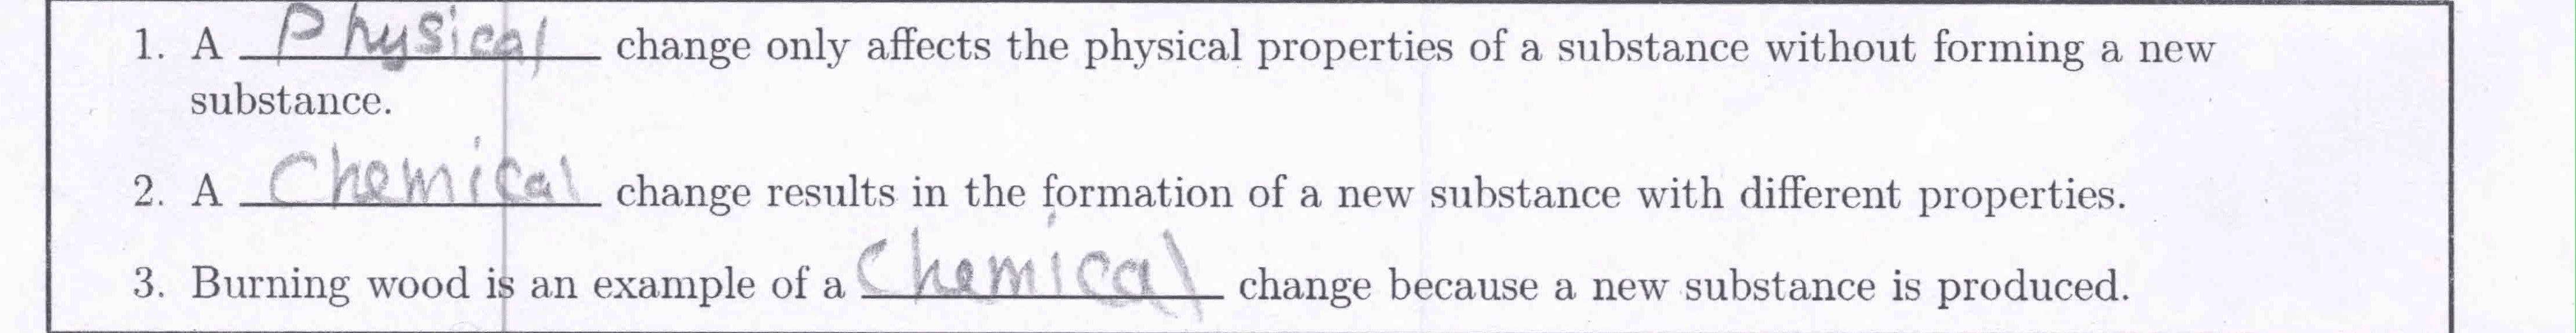 1. A Physical change only affects the physical properties of a substance without forming a new
substance.
2. A Chemical change results in the formation of a new substance with different properties.
3. Burning wood is an example of a Chemical change because a new substance is produced.